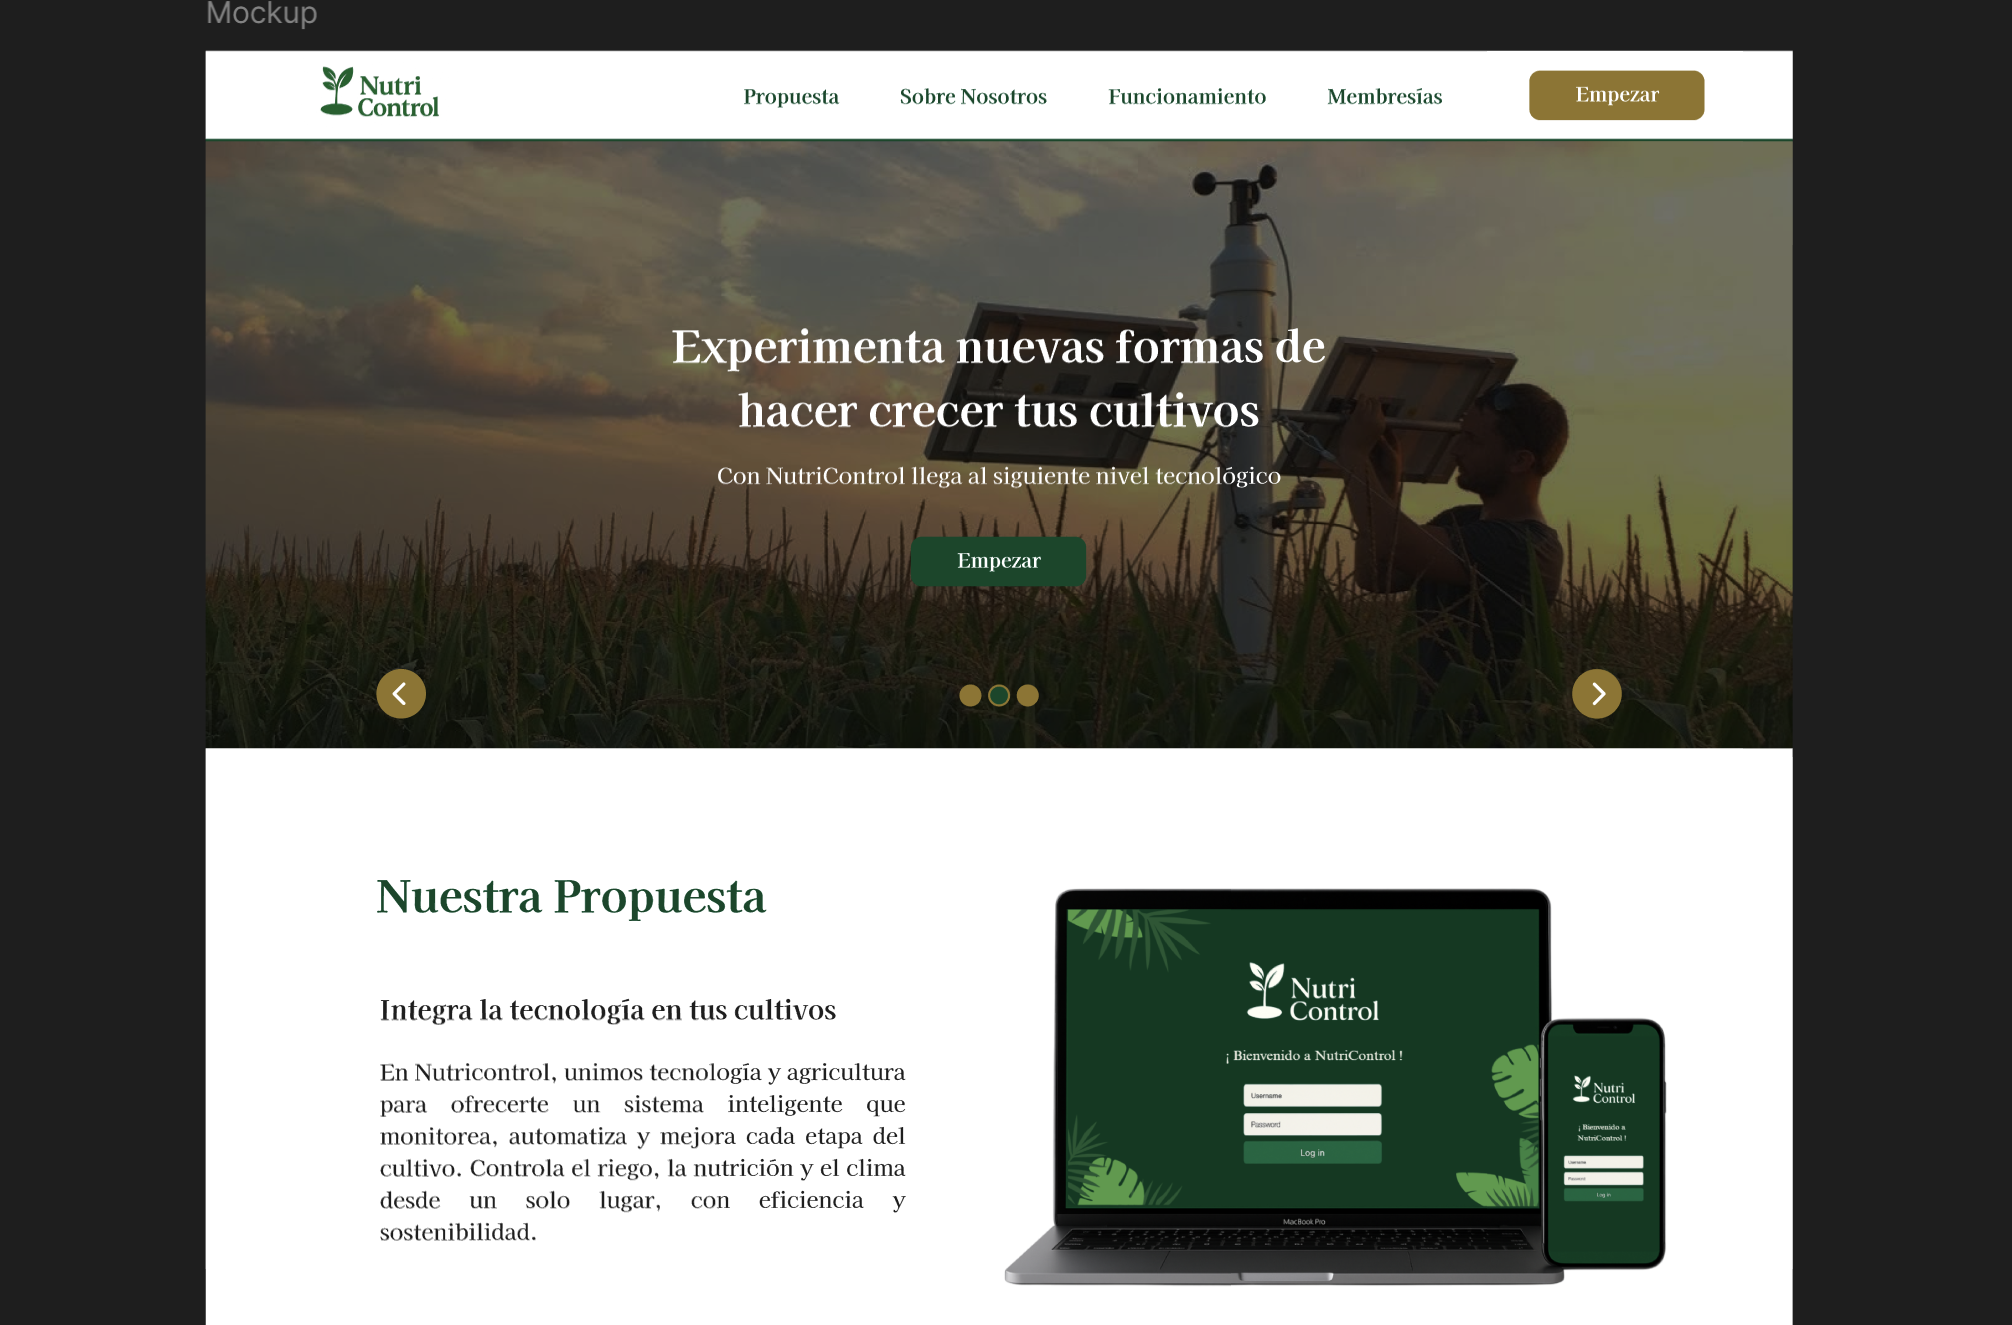 Mockup
Nutri
Control
Propuesta
Sobre Nosotros
Funcionamiento
Membresías
Empezar
Experimenta nuevas formas de
hacer crecer tus cultivos
Con NutriControl llega al siguiente nivel tecnológico
Empezar
Nuestra Propuesta
Integra la tecnología en tus cultivos
En Nutricontrol, unimos tecnología y agricultura
para ofrecerte un sistema inteligente que
monitorea, automatiza y mejora cada etapa del
cultivo. Controla el riego, la nutrición y el clima
desde un solo lugar, con eficiencia y
sostenibilidad.
Nutri
Control
¡ Bienvenido a NutriControl !
Username
Password
Log in
MacBook Pro
Nutri
Control
¡ Bienvenido a
NutriControl !
Username
Password
Log in